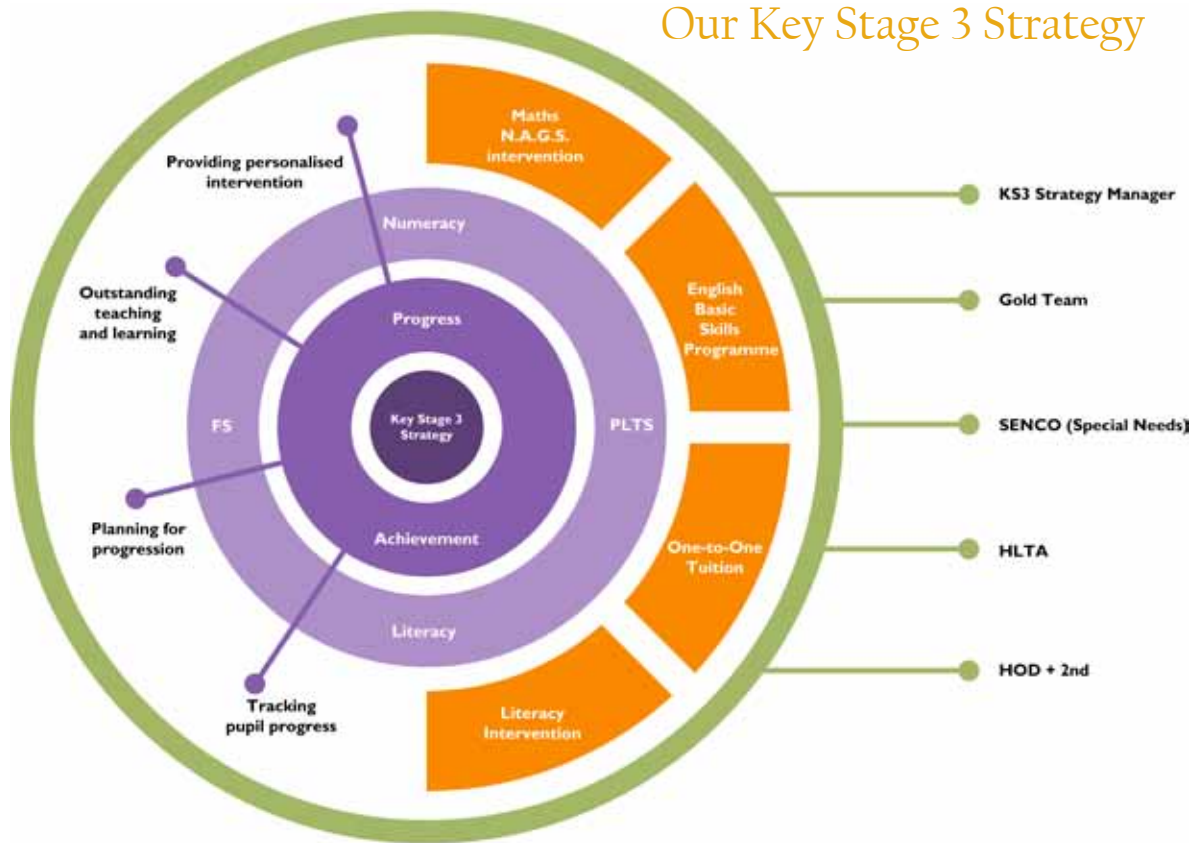 Our Key Stage 3 Strategy
Maths
N.A.G.S.
intervention
Providing personalised
intervention
KS3 Strategy Manager
Numeracy
Outstanding
teaching
and learning
English
Basic
Skills
Programme
Gold Team
Progress
Key Stage 3
Strategy
FS
PLTS
SENCO (Special Needs)
Planning for
progression
Achievement
One-to-One
Tuition
HLTA
Literacy
HOD + 2nd
Tracking
pupil progress
Literacy
Intervention